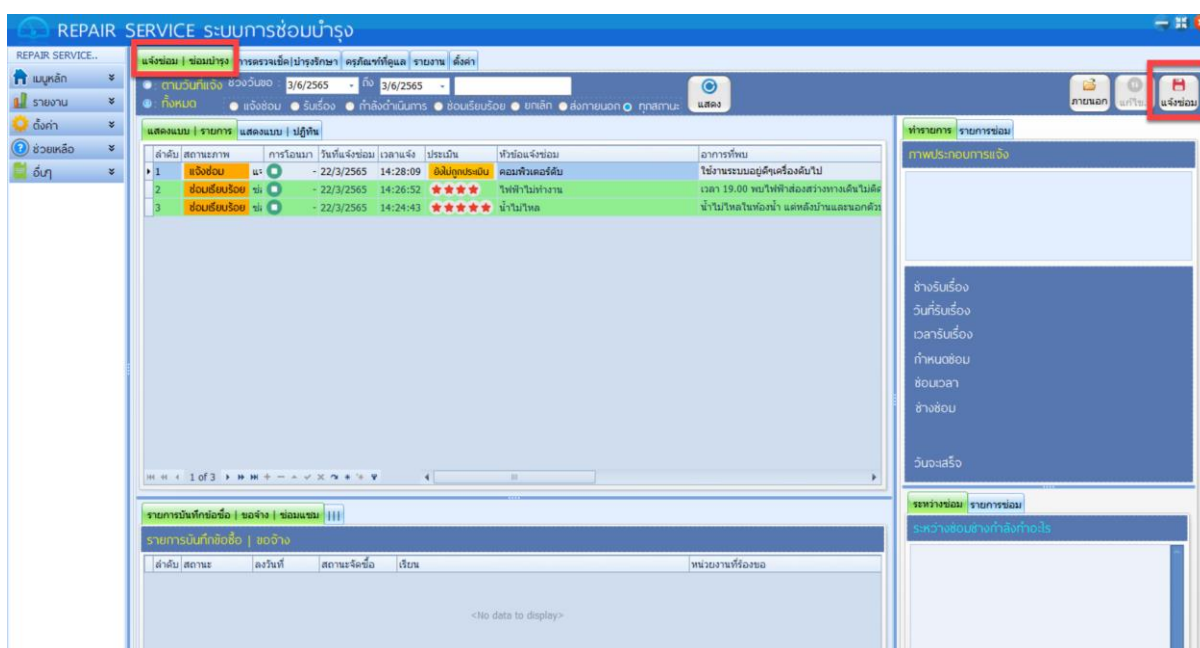 REPAIR SERVICE ระบบการซ่อมบำรุง
REPAIR SERVICE..
เมนูหลัก
รายงาน
ตั้งค่า
ช่วยเหลือ
อื่นๆ
แจ้งซ่อม | ซ่อมบำรุง การตรวจเช็ค|บำรุงรักษา ครุภัณฑ์ที่ดูแล รายงาน ตั้งค่า
: ตามวันที่แจ้ง ช่วงวันขอ : 3/6/2565 ถึง 3/6/2565
: ทั้งหมด แจ้งซ่อม รับเรื่อง กำลังดำเนินการ ซ่อมเรียบร้อย ยกเลิก ส่งภายนอก ทุกสถานะ
แสดง
ภายนอก แก้ไข. แจ้งซ่อม
แสดงแบบ | รายการ แสดงแบบ | ปฏิทิน
ลำดับ สถานะภาพ การโอนมา วันที่แจ้งซ่อม เวลาแจ้ง ประเมิน หัวข้อแจ้งซ่อม อาการที่พบ
1 แจ้งซ่อม - 22/3/2565 14:28:09 ยังไม่ถูกประเมิน คอมพิวเตอร์ดับ ใช้งานระบบอยู่ดีๆเครื่องดับไป
2 ซ่อมเรียบร้อย - 22/3/2565 14:26:52 ไฟฟ้าไม่ทำงาน เวลา 19.00 พบไฟฟ้าส่องสว่างทางเดินไม่ติด
3 ซ่อมเรียบร้อย - 22/3/2565 14:24:43 น้ำไม่ไหล น้ำไม่ไหลในห้องน้ำ แต่หลังบ้านและนอกตัว
1 of 3
รายการบันทึกข้อซื้อ | ขอจ้าง | ซ่อมแซม
รายการบันทึกข้อซื้อ | ขอจ้าง
ลำดับ สถานะ ลงวันที่ สถานะจัดซื้อ เรียน หน่วยงานที่ร้องขอ
<No data to display>
ทำรายการ รายการซ่อม
ภาพประกอบการแจ้ง
ช่างรับเรื่อง
วันที่รับเรื่อง
เวลารับเรื่อง
กำหนดซ่อม
ซ่อมเวลา
ช่างซ่อม
วันจะเสร็จ
ระหว่างซ่อม รายการซ่อม
ระหว่างซ่อมช่างกำลังทำอะไร